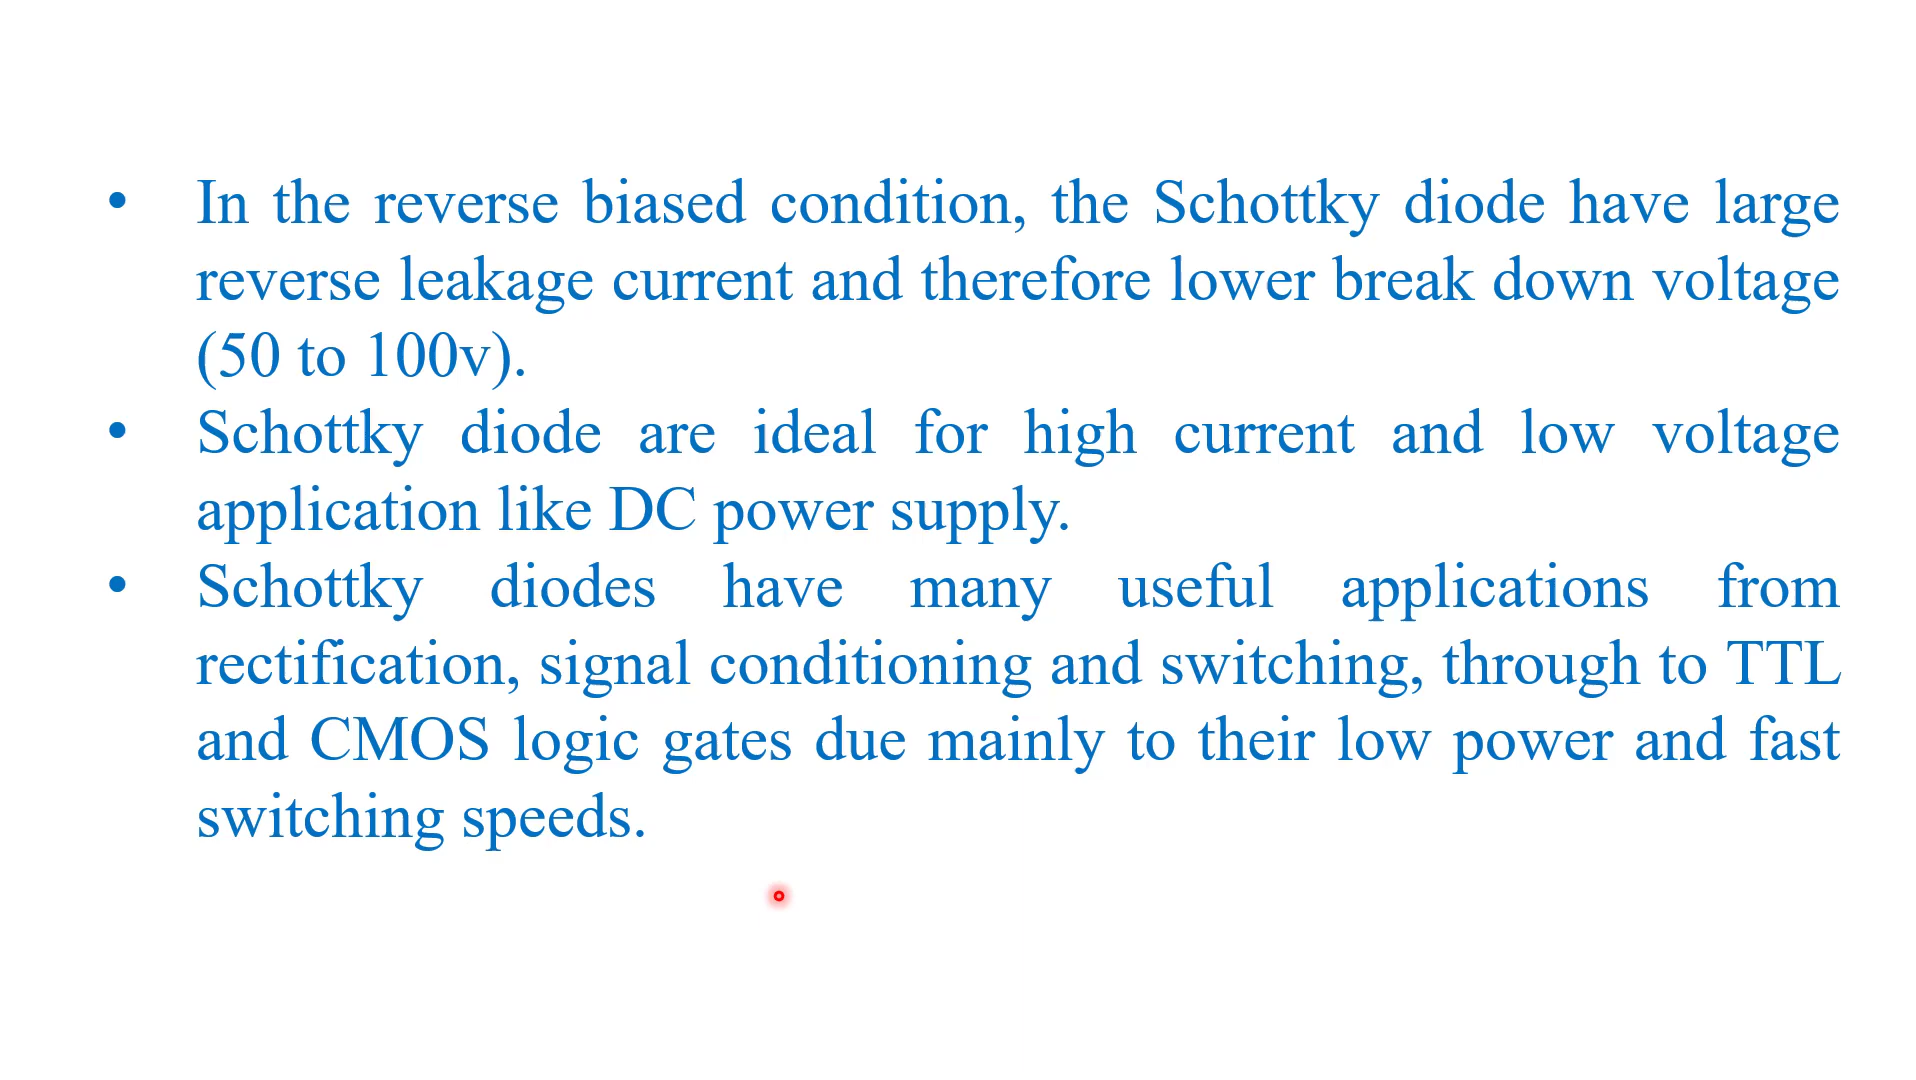 • In the reverse biased condition, the Schottky diode have large
reverse leakage current and therefore lower break down voltage
(50 to 100v).
• Schottky diode are ideal for high current and low voltage
application like DC power supply.
• Schottky diodes have many useful applications from
rectification, signal conditioning and switching, through to TTL
and CMOS logic gates due mainly to their low power and fast
switching speeds.